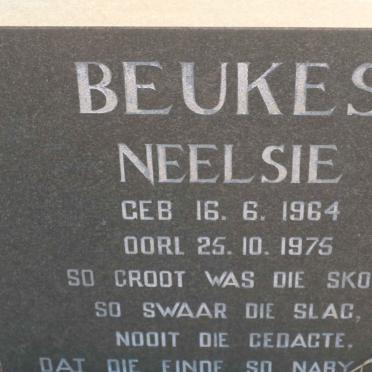 BEUKES
NEELSIE
GEB 16. 6. 1964
OORL 25. 10. 1975
SO GROOT WAS DIE SKO
SO SWAAR DIE SLAG,
NOOIT DIE GEDAGTE.
DAT DIE EINDE SO NABY